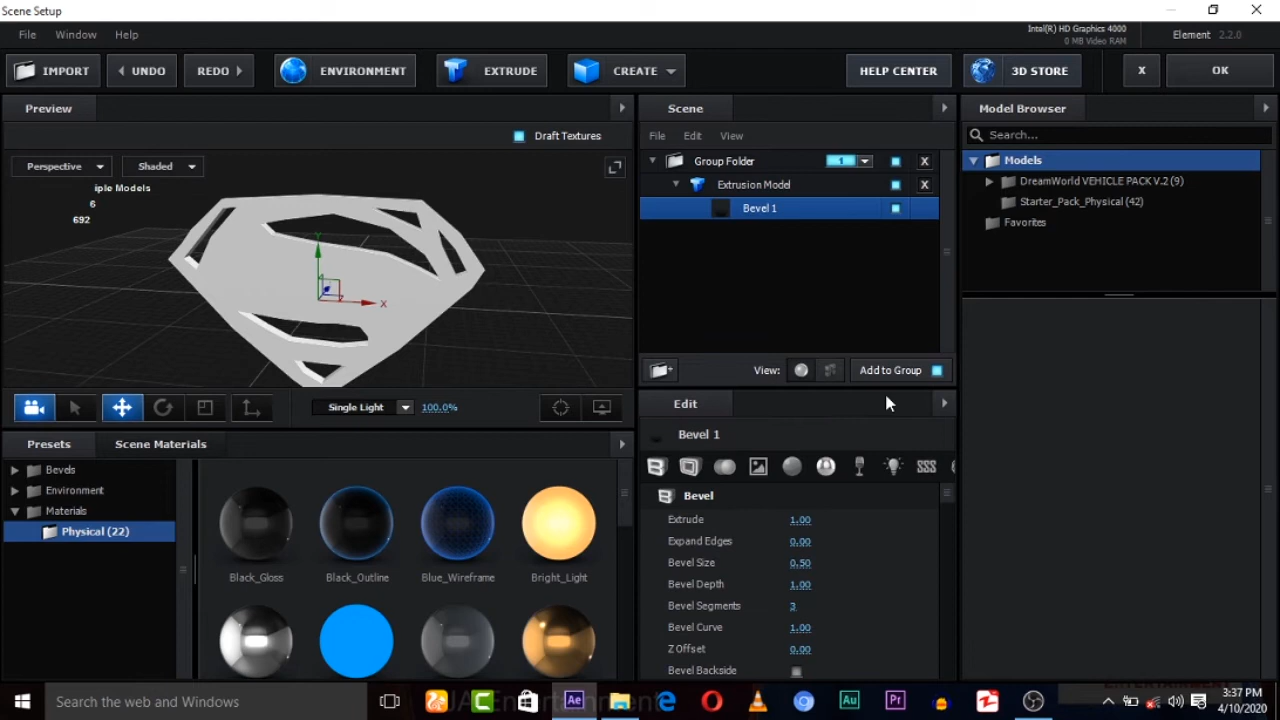 Scene Setup
File Window Help
Intel(R) HD Graphics 4000
0 MB Video RAM
Element 2.2.0
IMPORT UNDO REDO ENVIRONMENT EXTRUDE CREATE HELP CENTER 3D STORE X OK
Preview
Draft Textures
Perspective Shaded
iple Models
6
692
Y
X
Single Light 100.0%
Presets Scene Materials
Bevels
Environment
Materials
Physical (22)
Black_Gloss Black_Outline Blue_Wireframe Bright_Light
Scene
File Edit View
Group Folder 1 X
Extrusion Model X
Bevel 1
View: Add to Group
Edit
Bevel 1
Bevel
Extrude 1.00
Expand Edges 0.00
Bevel Size 0.50
Bevel Depth 1.00
Bevel Segments 3
Bevel Curve 1.00
Z Offset 0.00
Bevel Backside
Model Browser
Search...
Models
DreamWorld VEHICLE PACK V.2 (9)
Starter_Pack_Physical (42)
Favorites
Search the web and Windows
Ae Au Pr
3:37 PM
4/10/2020